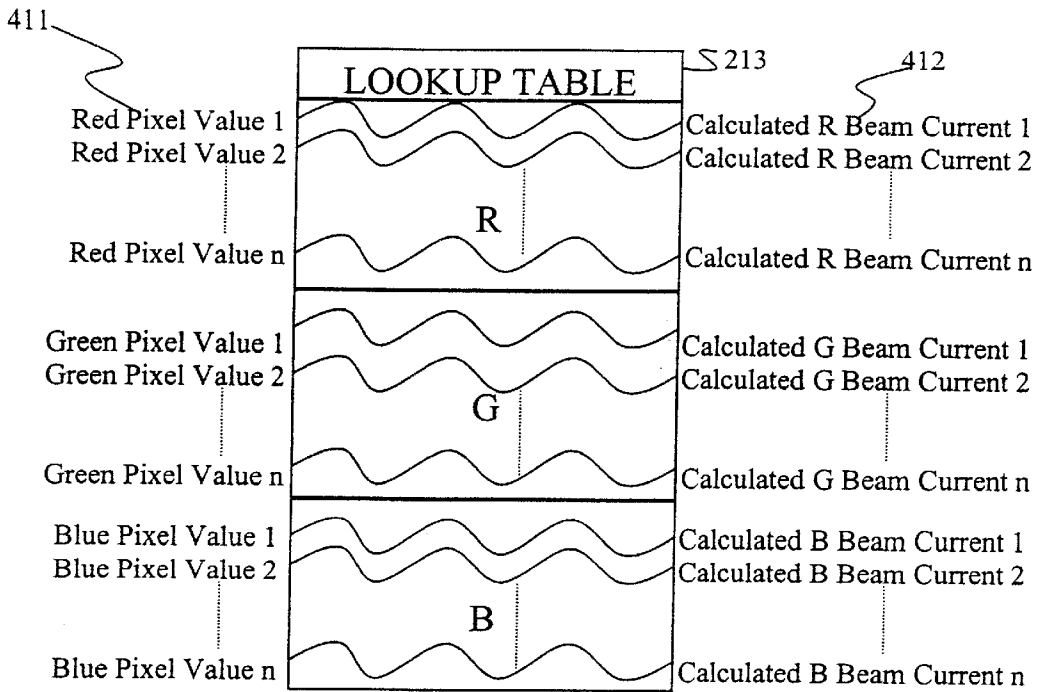 411
213
412
LOOKUP TABLE
Red Pixel Value 1
Calculated R Beam Current 1
Red Pixel Value 2
Calculated R Beam Current 2
R
Red Pixel Value n
Calculated R Beam Current n
Green Pixel Value 1
Calculated G Beam Current 1
Green Pixel Value 2
Calculated G Beam Current 2
G
Green Pixel Value n
Calculated G Beam Current n
Blue Pixel Value 1
Calculated B Beam Current 1
Blue Pixel Value 2
Calculated B Beam Current 2
B
Blue Pixel Value n
Calculated B Beam Current n